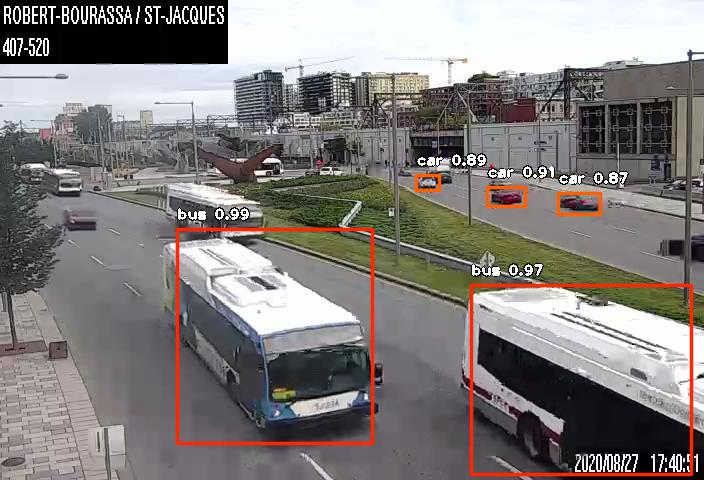 ROBERT-BOURASSA / ST-JACQUES
407-520
car 0.89
car 0.91
car 0.87
bus 0.99
bus 0.97
2020/08/27 17:40:51